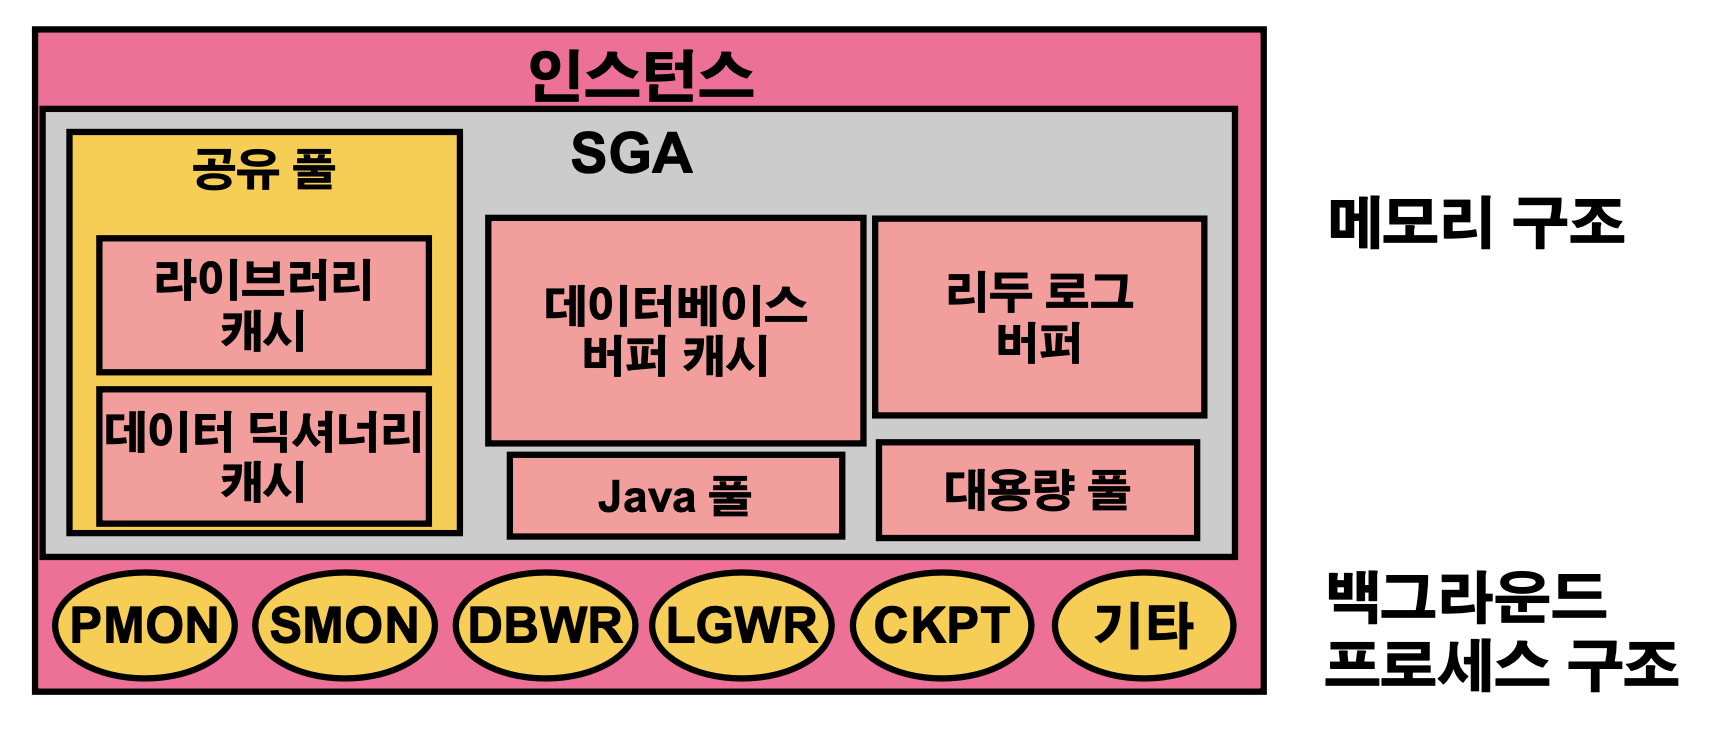 인스턴스
SGA
공유 풀
라이브러리
캐시
데이터 딕셔너리
캐시
데이터베이스
버퍼 캐시
리두 로그
버퍼
Java 풀
대용량 풀
메모리 구조
PMON
SMON
DBWR
LGWR
CKPT
기타
백그라운드
프로세스 구조